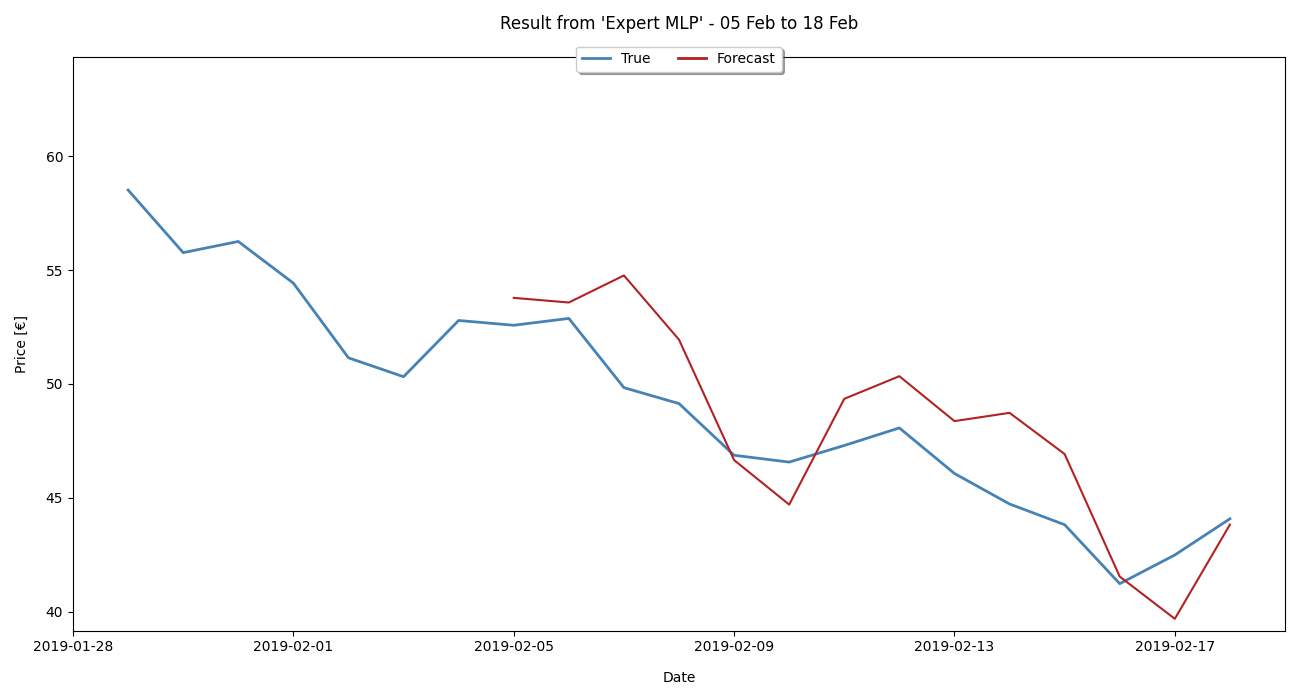 Result from 'Expert MLP' - 05 Feb to 18 Feb
True Forecast
Price [€]
60
55
50
45
40
2019-01-28 2019-02-01 2019-02-05 2019-02-09 2019-02-13 2019-02-17
Date